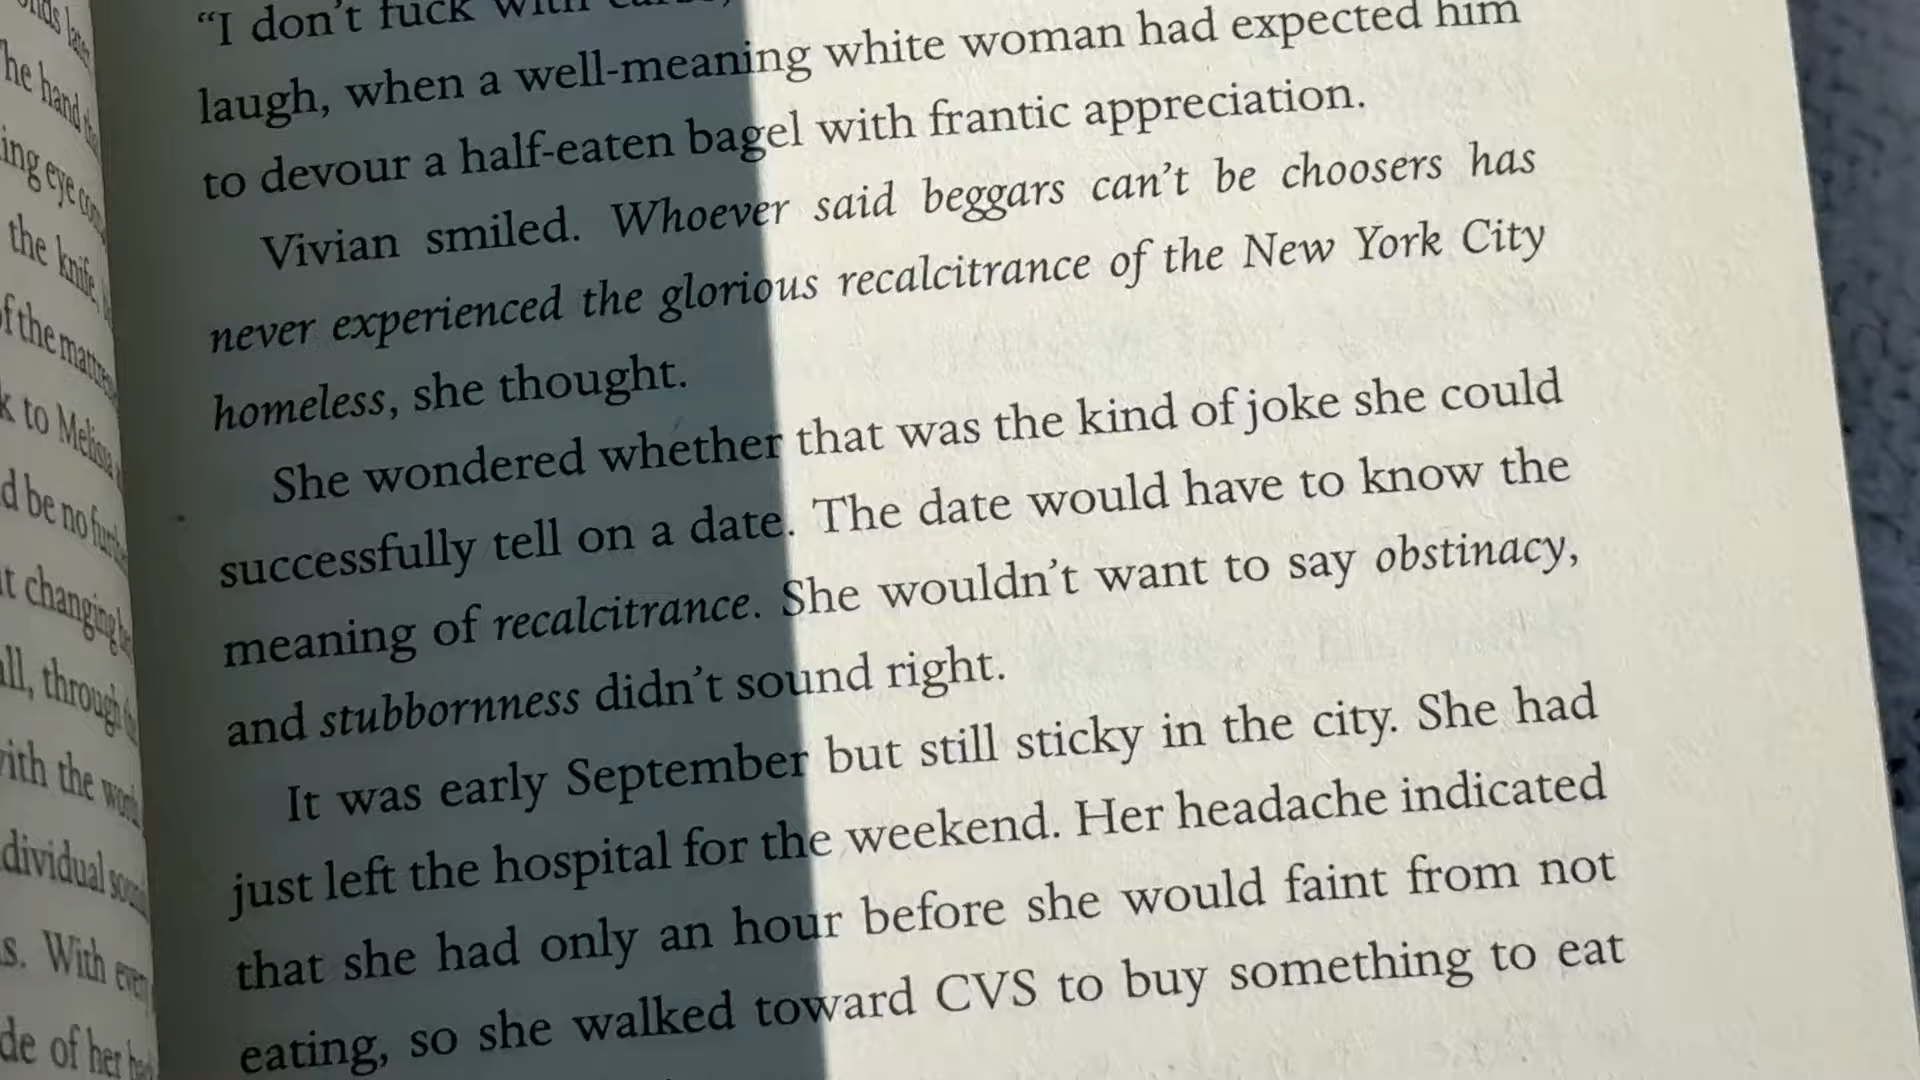 “I don’t fuck with
laugh, when a well-meaning white woman had expected him
to devour a half-eaten bagel with frantic appreciation.
Vivian smiled. Whoever said beggars can’t be choosers has
never experienced the glorious recalcitrance of the New York City
homeless, she thought.
She wondered whether that was the kind of joke she could
successfully tell on a date. The date would have to know the
meaning of recalcitrance. She wouldn’t want to say obstinacy,
and stubbornness didn’t sound right.
It was early September but still sticky in the city. She had
just left the hospital for the weekend. Her headache indicated
that she had only an hour before she would faint from not
eating, so she walked toward CVS to buy something to eat